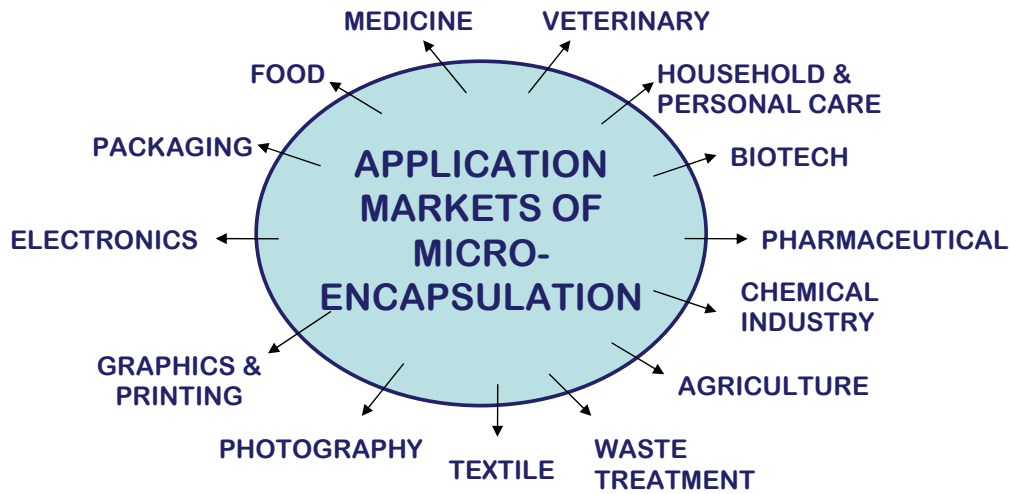 MEDICINE
VETERINARY
FOOD
HOUSEHOLD &
PERSONAL CARE
PACKAGING
BIOTECH
APPLICATION
MARKETS OF
MICRO-
ENCAPSULATION
ELECTRONICS
PHARMACEUTICAL
CHEMICAL
INDUSTRY
GRAPHICS &
PRINTING
AGRICULTURE
PHOTOGRAPHY
TEXTILE
WASTE
TREATMENT